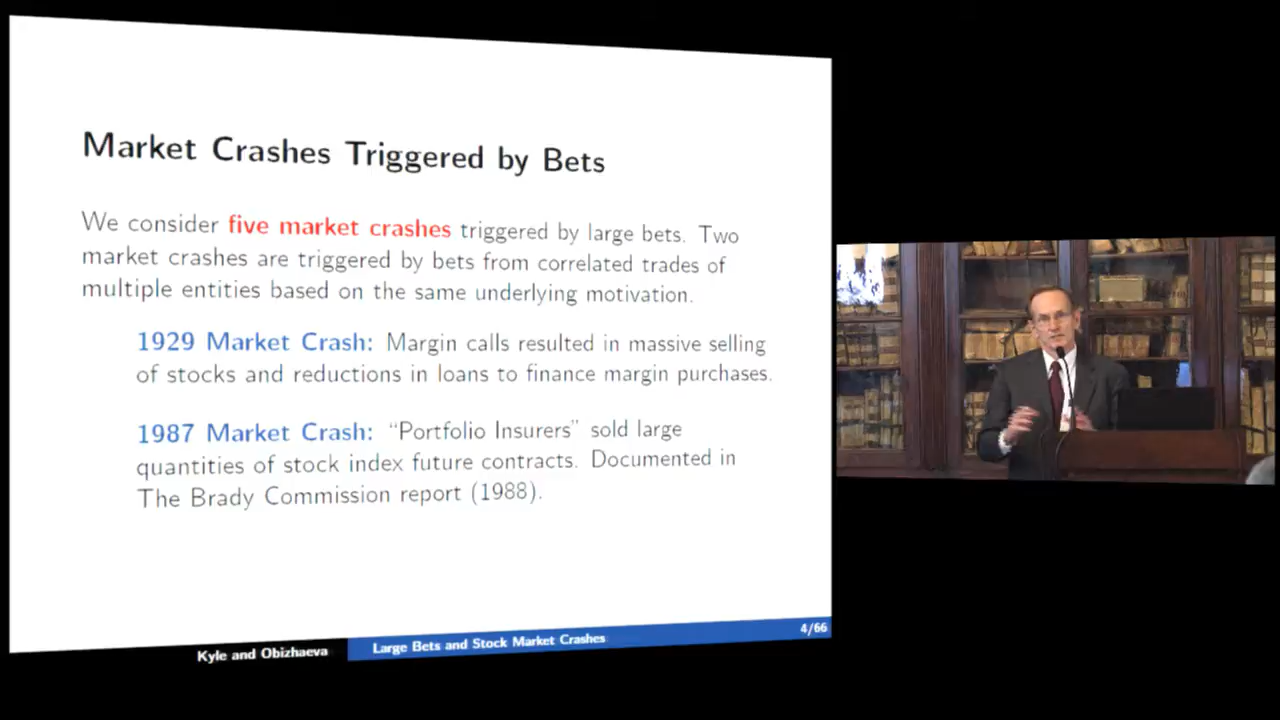 Market Crashes Triggered by Bets
We consider five market crashes triggered by large bets. Two
market crashes are triggered by bets from correlated trades of
multiple entities based on the same underlying motivation.
1929 Market Crash: Margin calls resulted in massive selling
of stocks and reductions in loans to finance margin purchases.
1987 Market Crash: “Portfolio Insurers” sold large
quantities of stock index future contracts. Documented in
The Brady Commission report (1988).
Kyle and Obizhaeva
Large Bets and Stock Market Crashes
4/66